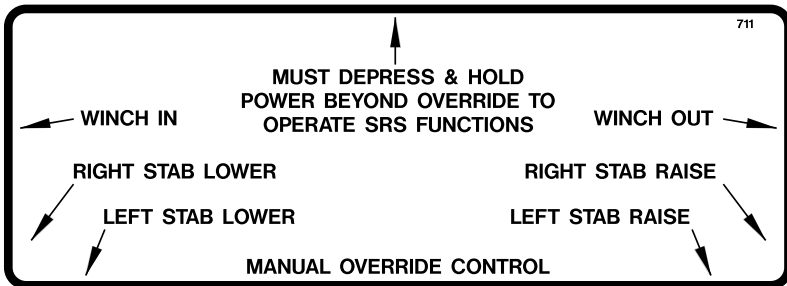 711
MUST DEPRESS & HOLD
POWER BEYOND OVERRIDE TO
OPERATE SRS FUNCTIONS
WINCH IN
WINCH OUT
RIGHT STAB LOWER
RIGHT STAB RAISE
LEFT STAB LOWER
LEFT STAB RAISE
MANUAL OVERRIDE CONTROL